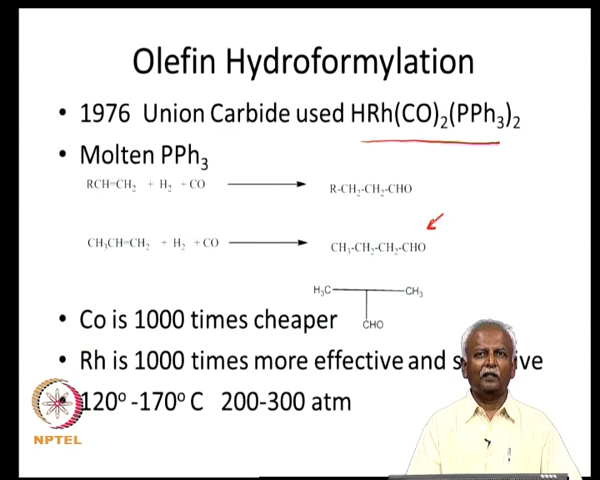 Olefin Hydroformylation
• 1976 Union Carbide used HRh(CO)₂(PPh₃)₂
• Molten PPh₃
RCH=CH₂ + H₂ + CO R-CH₂-CH₂-CHO
CH₃CH=CH₂ + H₂ + CO CH₃-CH₂-CH₂-CHO
H₃C CH₃
CHO
• Co is 1000 times cheaper
• Rh is 1000 times more effective and
120° -170° C 200-300 atm
NPTEL